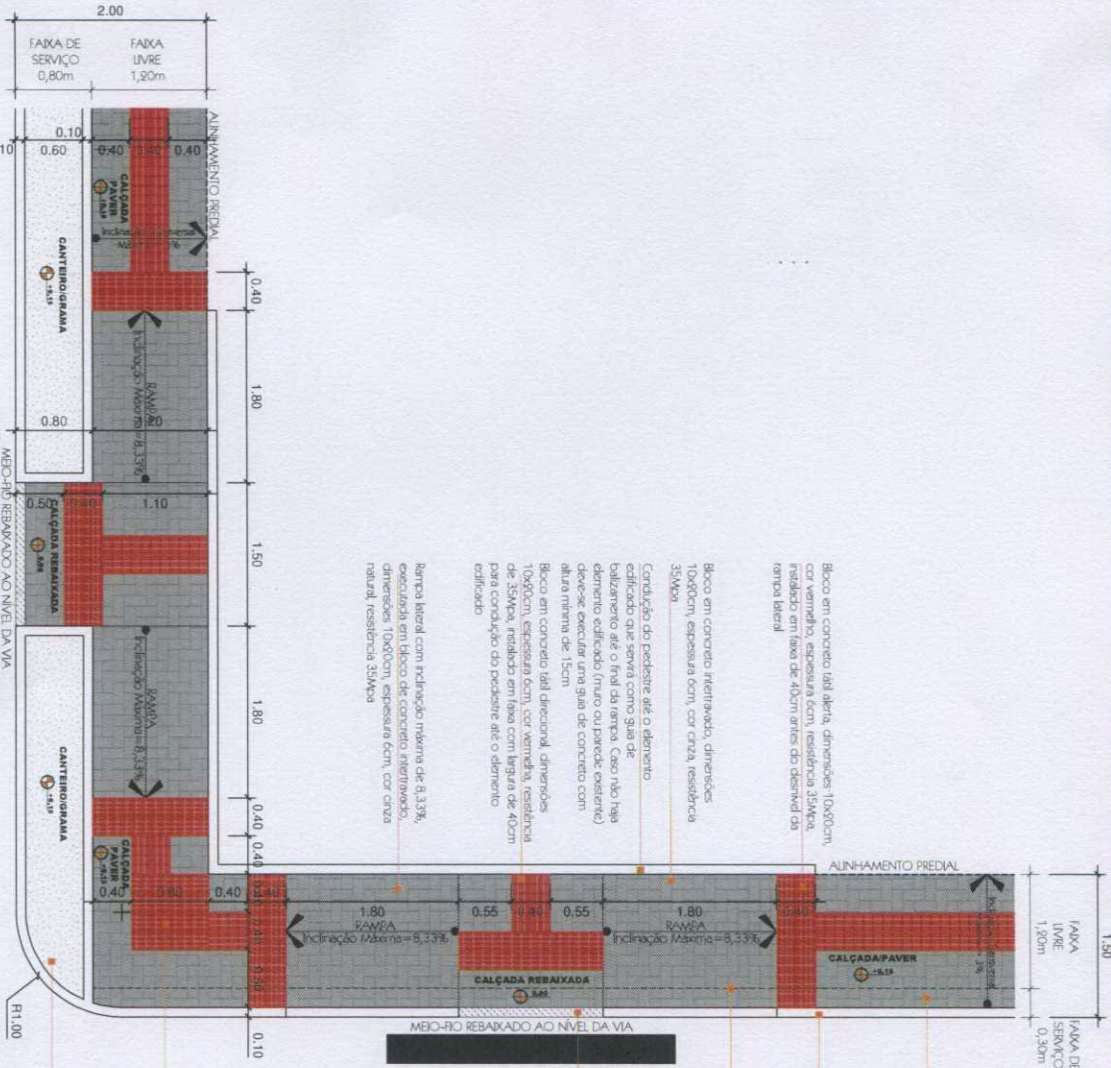 2.00
FAIXA DE
SERVIÇO
0,80m
FAIXA
LIVRE
1,20m
ALINHAMENTO PREDIAL
0.10
10
0.60
0.40
0.40
0.40
CALÇADA
PAVER
CANTEIRO/GRAMA
0.40
RAMPA
Inclinação Máxima=8,33%
1.80
0.80
1.20
MEIO-FIO REBAIXADO AO NÍVEL DA VIA
0.50
0.40
1.10
CALÇADA REBAIXADA
1.50
RAMPA
Inclinação Máxima=8,33%
1.80
CANTEIRO/GRAMA
0.40
0.40
CALÇADA
PAVER
0.40
0.80
0.40
0.40
0.50
0.10
R1.00
Bloco em concreto tátil alerta, dimensões 10x20cm,
cor vermelho, espessura 6cm, resistência 35Mpa,
instalado em faixa de 40cm antes do desnível da
rampa lateral
Bloco em concreto intertravado, dimensões
10x20cm, espessura 6cm, cor cinza, resistência
35Mpa
Condução do pedestre até o elemento
edificado que servirá como guia de
balizamento até o final da rampa. Caso não haja
elemento edificado (muro ou parede existente)
deve-se executar uma guia de concreto com
altura mínima de 15cm
Bloco em concreto tátil direcional, dimensões
10x20cm, espessura 6cm, cor vermelha, resistência
de 35Mpa, instalado em faixa com largura de 40cm
para condução do pedestre até o elemento
edificado
Rampa lateral com inclinação máxima de 8,33%,
executada em bloco de concreto intertravado,
dimensões 10x20cm, espessura 6cm, cor cinza
natural, resistência 35Mpa
ALINHAMENTO PREDIAL
1.80
RAMPA
Inclinação Máxima=8,33%
0.55
0.40
0.55
CALÇADA REBAIXADA
1.80
RAMPA
Inclinação Máxima=8,33%
0.40
CALÇADA/PAVER
MEIO-FIO REBAIXADO AO NÍVEL DA VIA
1.50
FAIXA
LIVRE
1,20m
FAIXA DE
SERVIÇO
0,30m